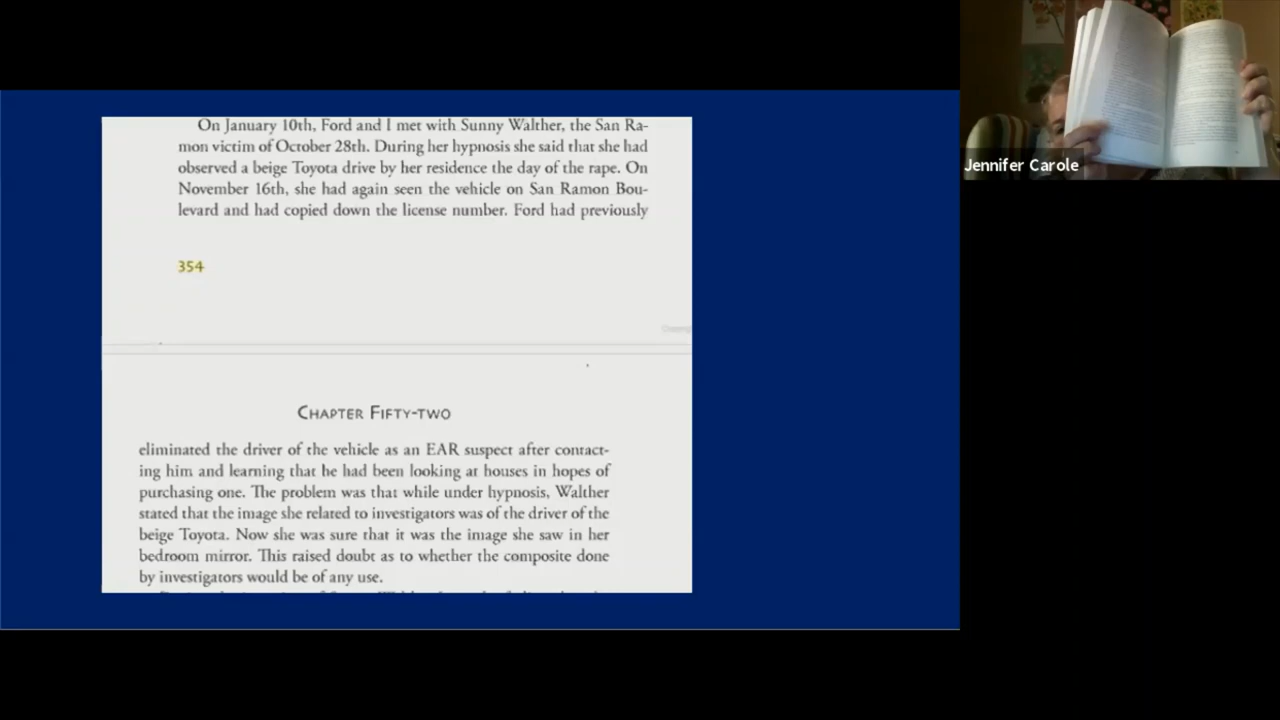 On January 10th, Ford and I met with Sunny Walther, the San Ra-
mon victim of October 28th. During her hypnosis she said that she had
observed a beige Toyota drive by her residence the day of the rape. On
November 16th, she had again seen the vehicle on San Ramon Bou-
levard and had copied down the license number. Ford had previously
354
CHAPTER FIFTY-TWO
eliminated the driver of the vehicle as an EAR suspect after contact-
ing him and learning that he had been looking at houses in hopes of
purchasing one. The problem was that while under hypnosis, Walther
stated that the image she related to investigators was of the driver of the
beige Toyota. Now she was sure that it was the image she saw in her
bedroom mirror. This raised doubt as to whether the composite done
by investigators would be of any use.
Jennifer Carole